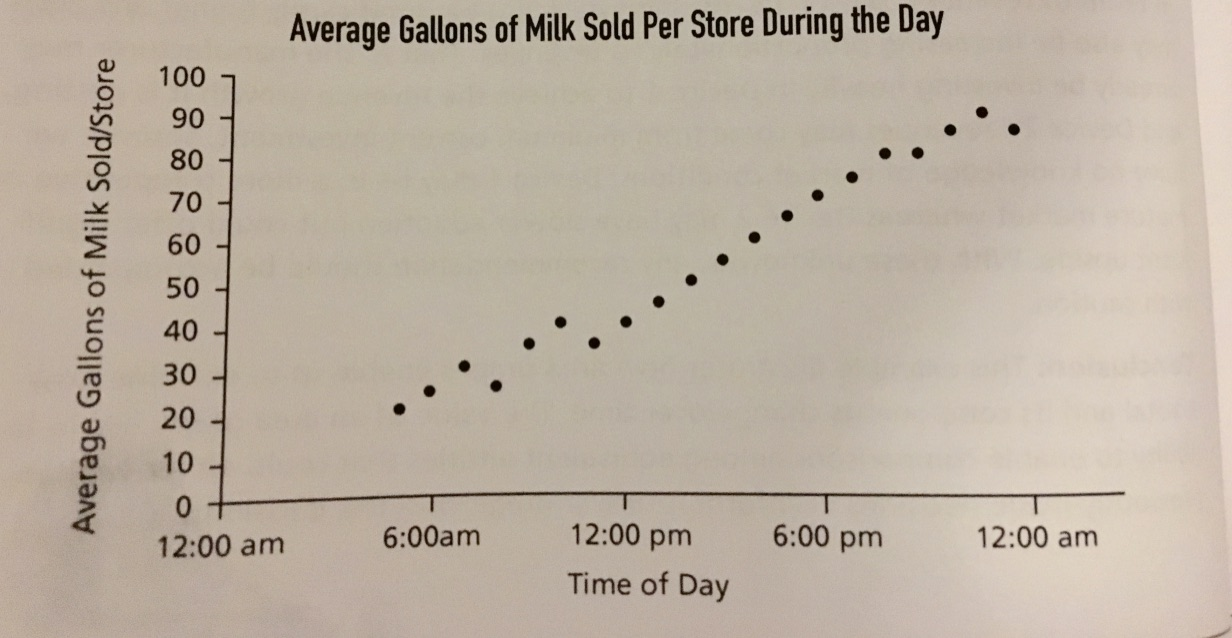 Average Gallons of Milk Sold Per Store During the Day
Average Gallons of Milk Sold/Store
100
90
80
70
60
50
40
30
20
10
0
12:00 am
6:00am
12:00 pm
6:00 pm
12:00 am
Time of Day